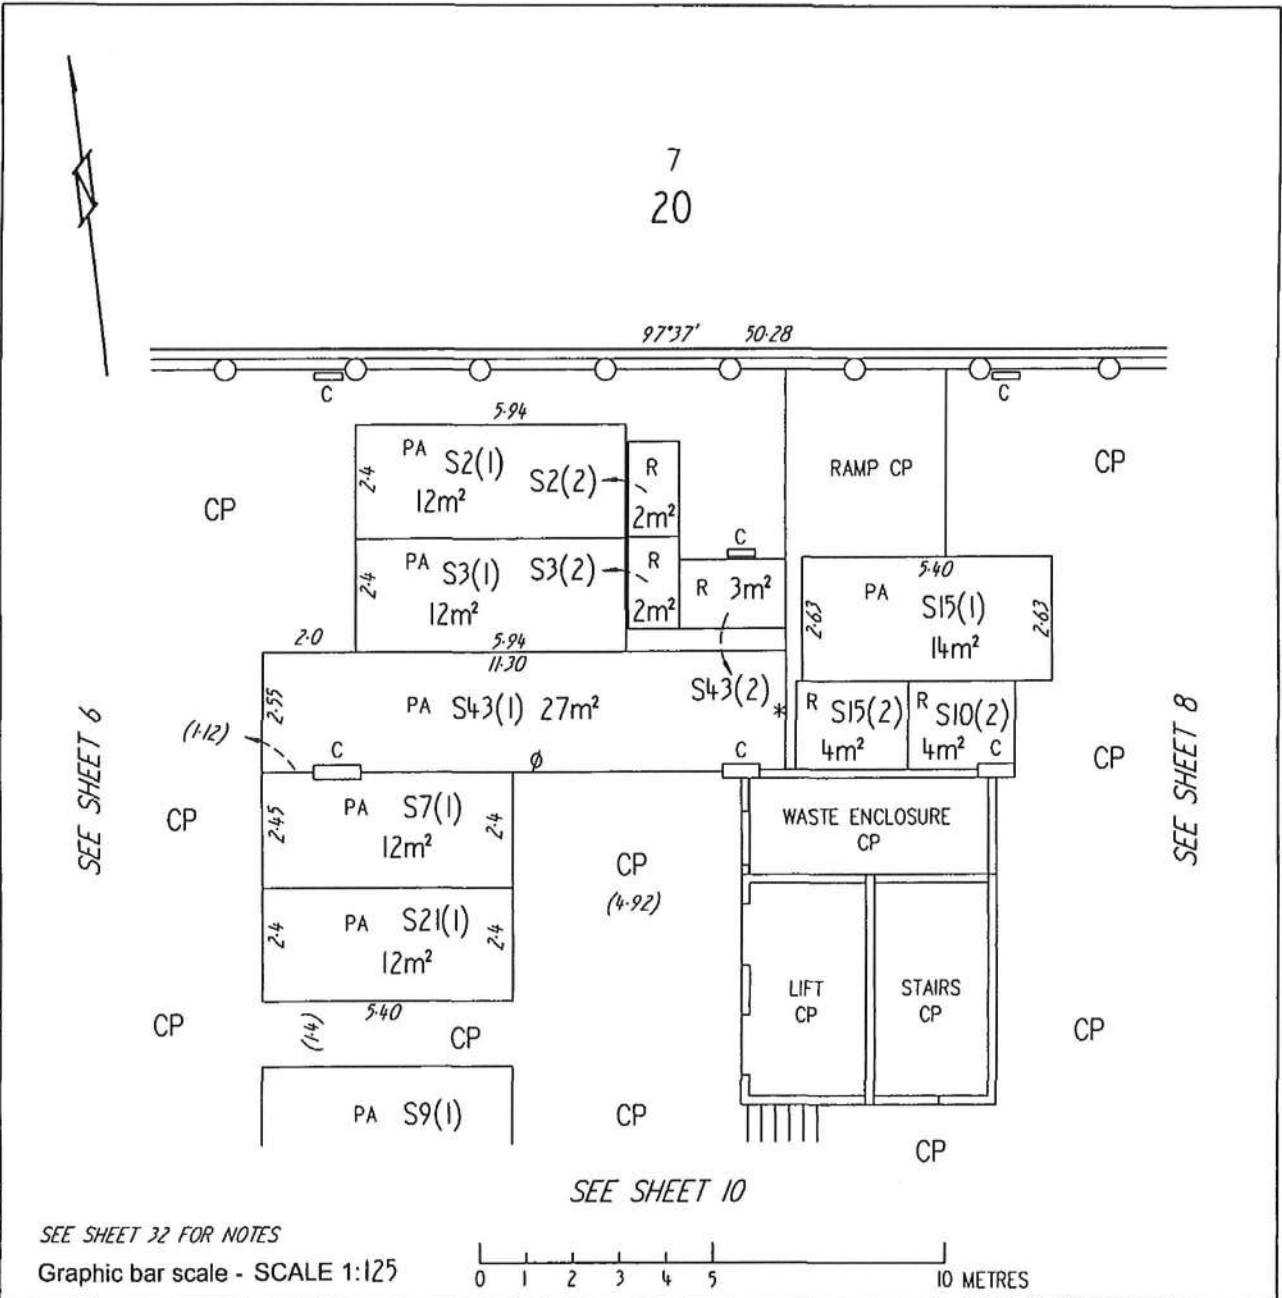 7
20
97°37' 50·28
C
C
5·94
PA S2(1)
12m²
2·4
S2(2)
R
2m²
RAMP CP
CP
CP
PA S3(1)
12m²
2·4
S3(2)
R
2m²
C
R 3m²
5·40
PA S15(1)
14m²
2·63
2·63
2·0
5·94
11·30
2·55
PA S43(1) 27m²
S43(2)
*
R S15(2)
4m²
R S10(2)
4m² C
(1·12)
C
ϕ
C
SEE SHEET 6
SEE SHEET 8
CP
CP
PA S7(1)
12m²
2·45
2·4
WASTE ENCLOSURE
CP
CP
(4·92)
PA S21(1)
12m²
2·4
2·4
LIFT
CP
STAIRS
CP
5·40
CP
(1·4)
CP
CP
PA S9(1)
CP
CP
SEE SHEET 10
SEE SHEET 32 FOR NOTES
Graphic bar scale - SCALE 1:125
0 1 2 3 4 5 10 METRES